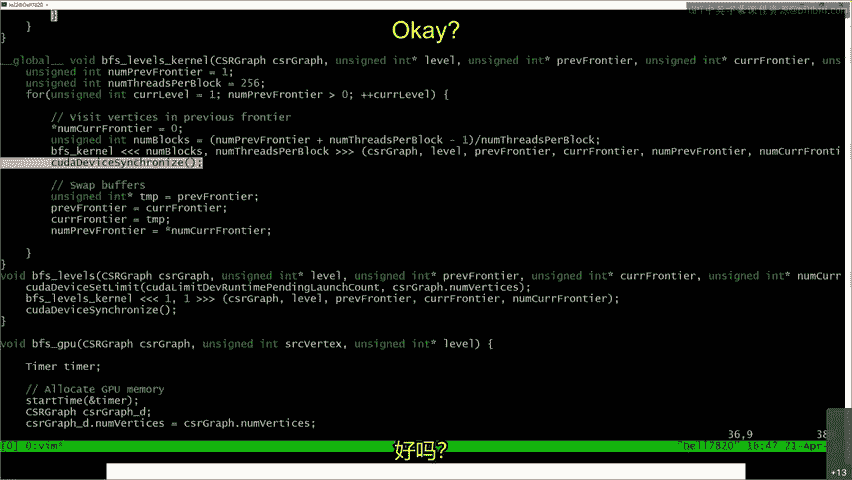 Okay?
}
}
}
__global__ void bfs_levels_kernel(CSRGraph csrGraph, unsigned int* level, unsigned int* prevFrontier, unsigned int* currFrontier, uns
unsigned int numPrevFrontier = 1;
unsigned int numThreadsPerBlock = 256;
for(unsigned int currLevel = 1; numPrevFrontier > 0; ++currLevel) {
// Visit vertices in previous frontier
*numCurrFrontier = 0;
unsigned int numBlocks = (numPrevFrontier + numThreadsPerBlock - 1)/numThreadsPerBlock;
bfs_kernel <<< numBlocks, numThreadsPerBlock >>> (csrGraph, level, prevFrontier, currFrontier, numPrevFrontier, numCurrFronti
cudaDeviceSynchronize();
// Swap buffers
unsigned int* tmp = prevFrontier;
prevFrontier = currFrontier;
currFrontier = tmp;
numPrevFrontier = *numCurrFrontier;
}
}
void bfs_levels(CSRGraph csrGraph, unsigned int* level, unsigned int* prevFrontier, unsigned int* currFrontier, unsigned int* numCurr
cudaDeviceSetLimit(cudaLimitDevRuntimePendingLaunchCount, csrGraph.numVertices);
bfs_levels_kernel <<< 1, 1 >>> (csrGraph, level, prevFrontier, currFrontier, numCurrFrontier);
cudaDeviceSynchronize();
}
void bfs_gpu(CSRGraph csrGraph, unsigned int srcVertex, unsigned int* level) {
Timer timer;
// Allocate GPU memory
startTime(&timer);
CSRGraph csrGraph_d;
csrGraph_d.numVertices = csrGraph.numVertices;
36,9 38
[0] 0:vim* 16:47 21-Apr-
好吗?
+13